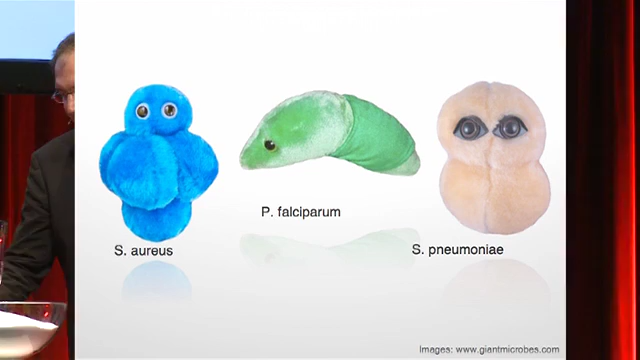 S. aureus
P. falciparum
S. pneumoniae
Images: www.giantmicrobes.com